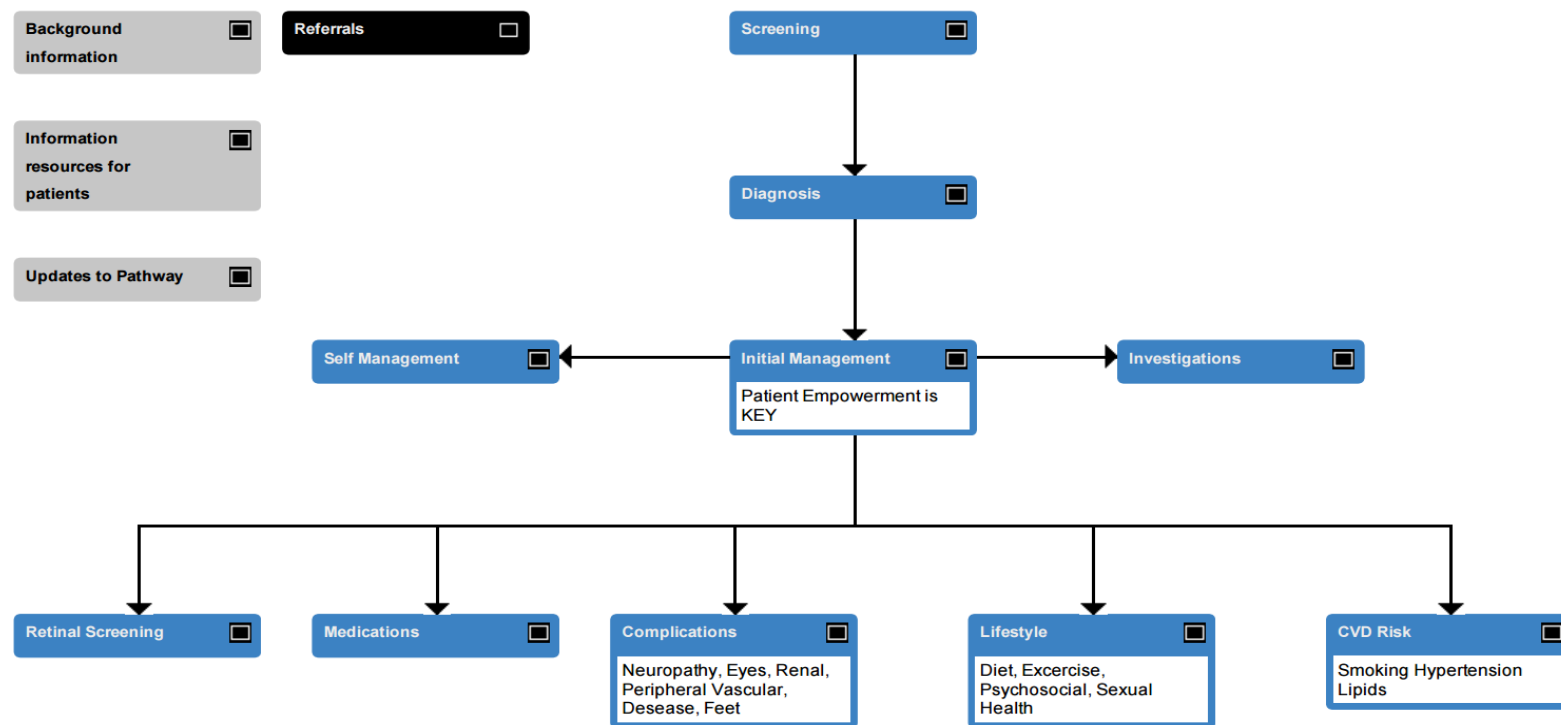 Background
information
Referrals
Screening
Information
resources for
patients
Diagnosis
Updates to Pathway
Self Management
Initial Management
Patient Empowerment is
KEY
Investigations
Retinal Screening
Medications
Complications
Neuropathy, Eyes, Renal,
Peripheral Vascular,
Desease, Feet
Lifestyle
Diet, Excercise,
Psychosocial, Sexual
Health
CVD Risk
Smoking Hypertension
Lipids